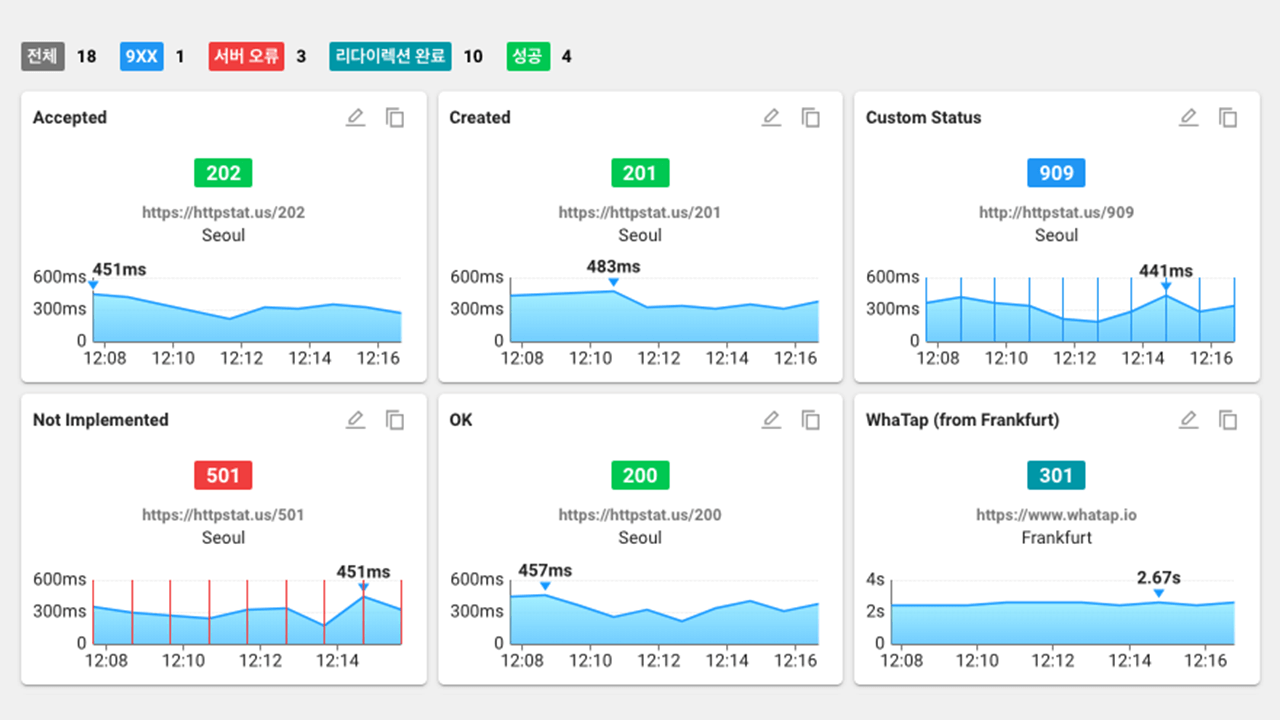 전체 18 9XX 1 서버 오류 3 리다이렉션 완료 10 성공 4
Accepted
202
https://httpstat.us/202
Seoul
451ms
600ms
300ms
0
12:08 12:10 12:12 12:14 12:16
Created
201
https://httpstat.us/201
Seoul
483ms
600ms
300ms
0
12:08 12:10 12:12 12:14 12:16
Custom Status
909
http://httpstat.us/909
Seoul
441ms
600ms
300ms
0
12:08 12:10 12:12 12:14 12:16
Not Implemented
501
https://httpstat.us/501
Seoul
451ms
600ms
300ms
0
12:08 12:10 12:12 12:14
OK
200
https://httpstat.us/200
Seoul
457ms
600ms
300ms
0
12:08 12:10 12:12 12:14 12:16
WhaTap (from Frankfurt)
301
https://www.whatap.io
Frankfurt
2.67s
4s
2s
0
12:08 12:10 12:12 12:14 12:16